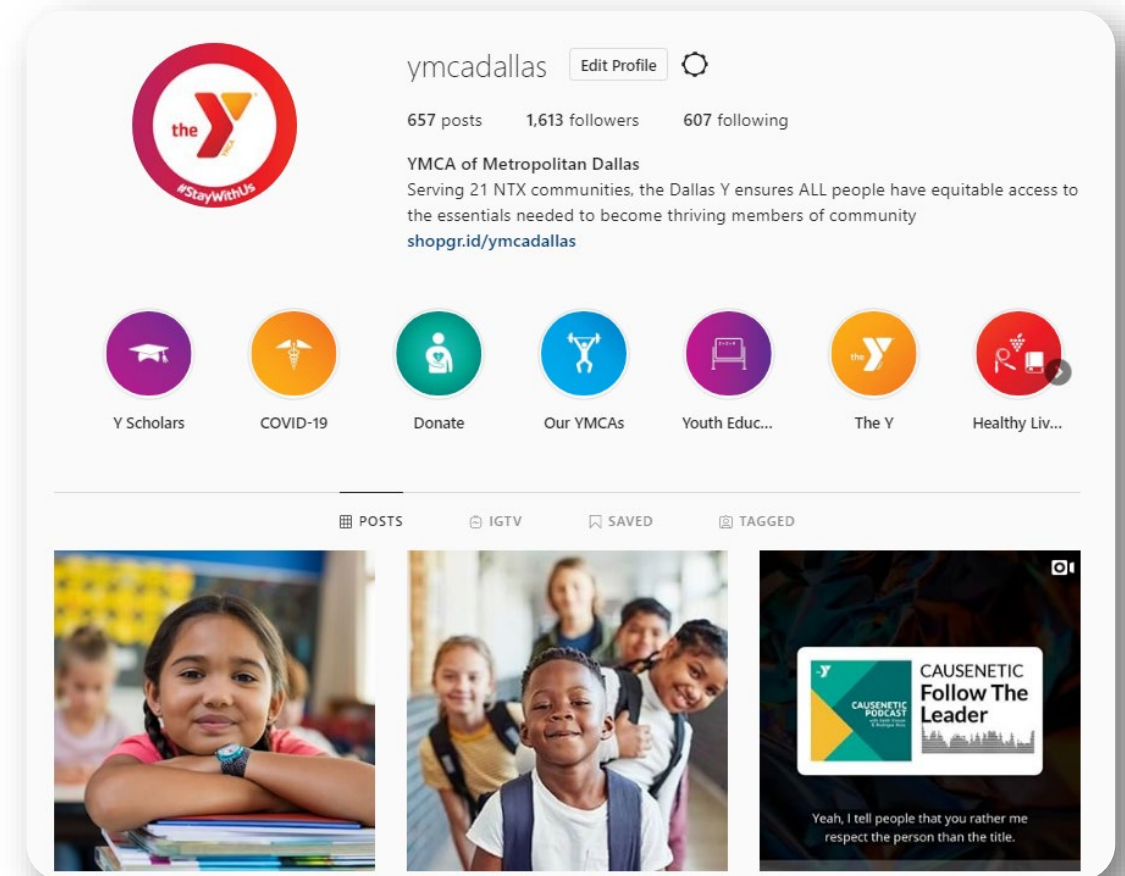 ymcadallas Edit Profile
657 posts 1,613 followers 607 following
YMCA of Metropolitan Dallas
Serving 21 NTX communities, the Dallas Y ensures ALL people have equitable access to
the essentials needed to become thriving members of community
shopgr.id/ymcadallas
the
YMCA
#StayWithUs
the
Y Scholars COVID-19 Donate Our YMCAs Youth Educ... The Y Healthy Liv...
POSTS IGTV SAVED TAGGED
CAUSENETIC
PODCAST
CAUSENETIC
Follow The
Leader
Yeah, I tell people that you rather me
respect the person than the title.